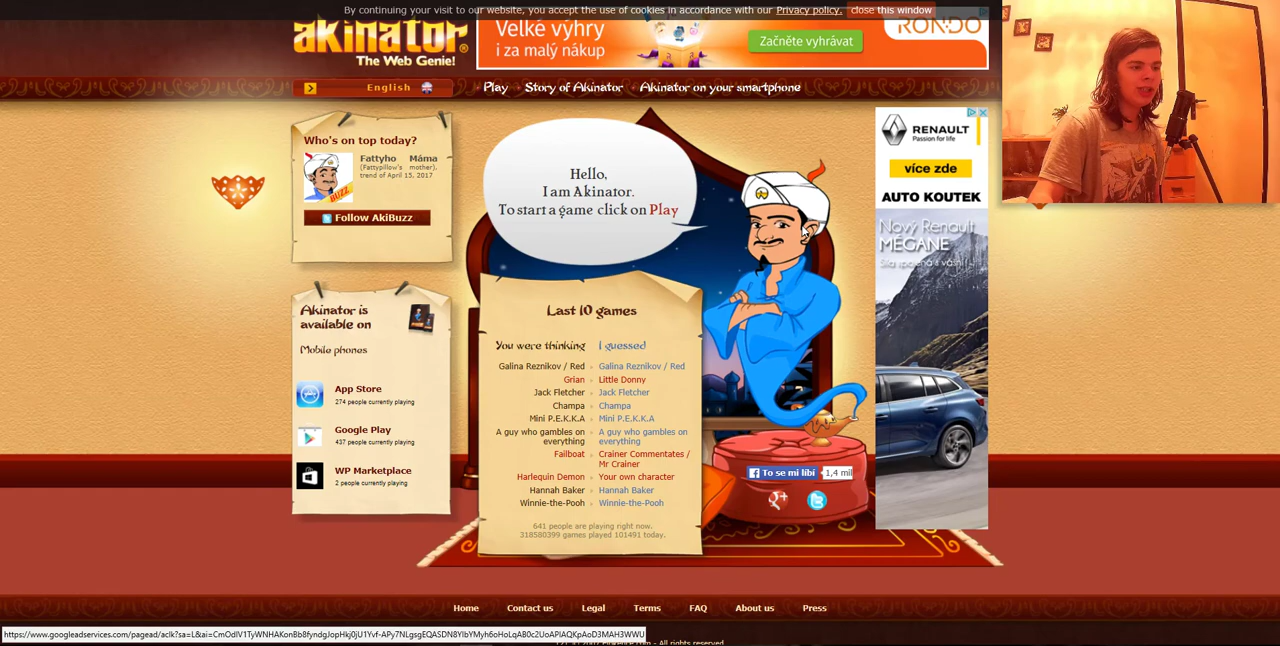 By continuing your visit to our website, you accept the use of cookies in accordance with our Privacy policy. close this window
akinator®
The Web Genie!
Velké výhry
i za malý nákup
Začněte vyhrávat
RONDO
English
Play
Story of Akinator
Akinator on your smartphone
Who's on top today?
Fattyho Máma
(Fattypillow's mother),
trend of April 15, 2017
BUZZ
Follow AkiBuzz
Akinator is
available on
Mobile phones
App Store
274 people currently playing
Google Play
437 people currently playing
WP Marketplace
2 people currently playing
Hello,
I am Akinator.
To start a game click on Play
Last 10 games
You were thinking I guessed
Galina Reznikov / Red Galina Reznikov / Red
Grian Little Donny
Jack Fletcher Jack Fletcher
Champa Champa
Mini P.E.K.K.A Mini P.E.K.K.A
A guy who gambles on everything A guy who gambles on everything
Failboat Crainer Commentates / Mr Crainer
Harlequin Demon Your own character
Hannah Baker Hannah Baker
Winnie-the-Pooh Winnie-the-Pooh
641 people are playing right now.
318580399 games played 101491 today.
To se mi líbí 1,4 mil
RENAULT
Passion for life
více zde
AUTO KOUTEK
Nový Renault
MÉGANE
Home
Contact us
Legal
Terms
FAQ
About us
Press
All rights reserved